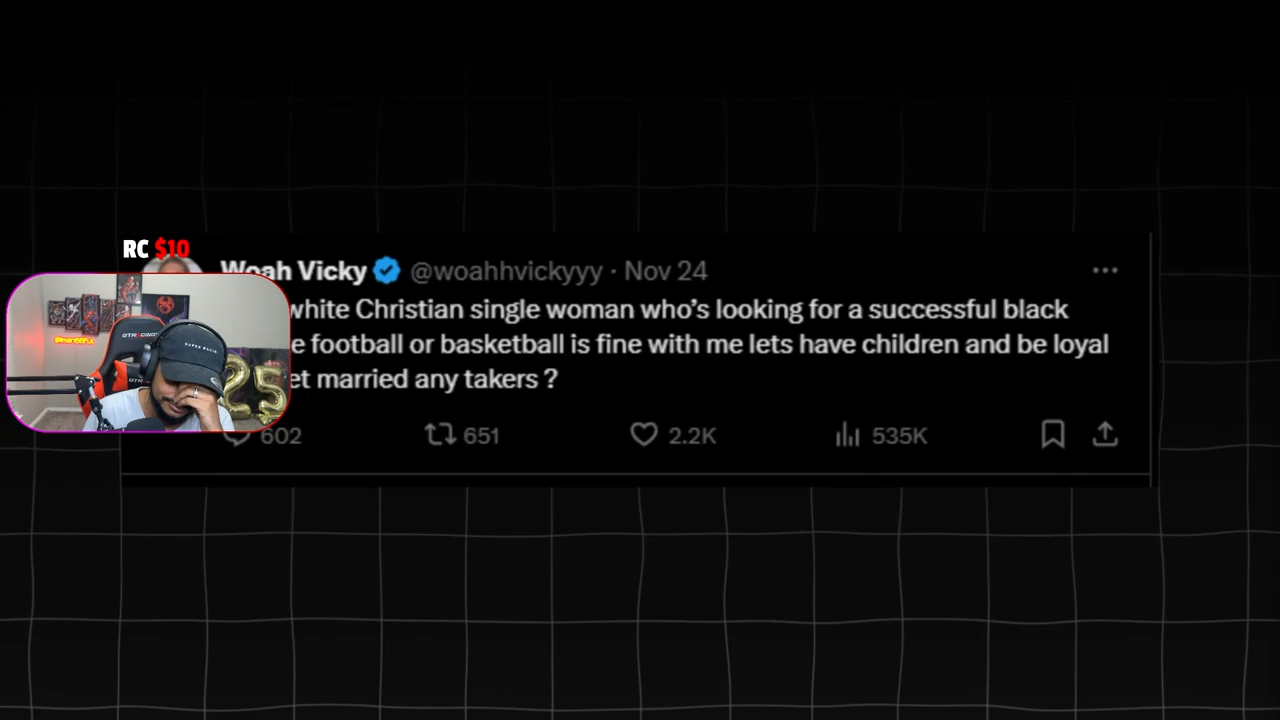 RC $10
Woah Vicky @woahhvickyyy · Nov 24
white Christian single woman who's looking for a successful black
football or basketball is fine with me lets have children and be loyal
married any takers ?
602 651 2.2K 535K
25